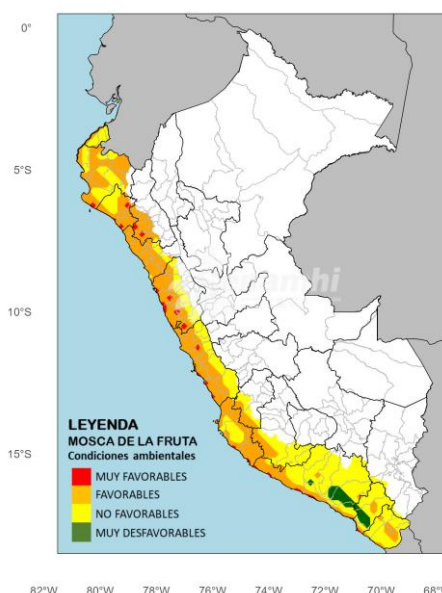 0°
5°S
10°S
15°S
LEYENDA
MOSCA DE LA FRUTA
Condiciones ambientales
MUY FAVORABLES
FAVORABLES
NO FAVORABLES
MUY DESFAVORABLES
82°W 80°W 78°W 76°W 74°W 72°W 70°W 68°W